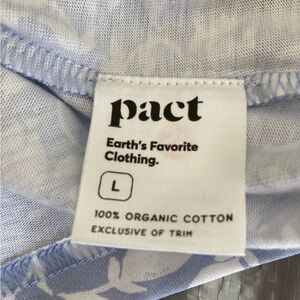 pact
Earth's Favorite
Clothing.
L
100% ORGANIC COTTON
EXCLUSIVE OF TRIM